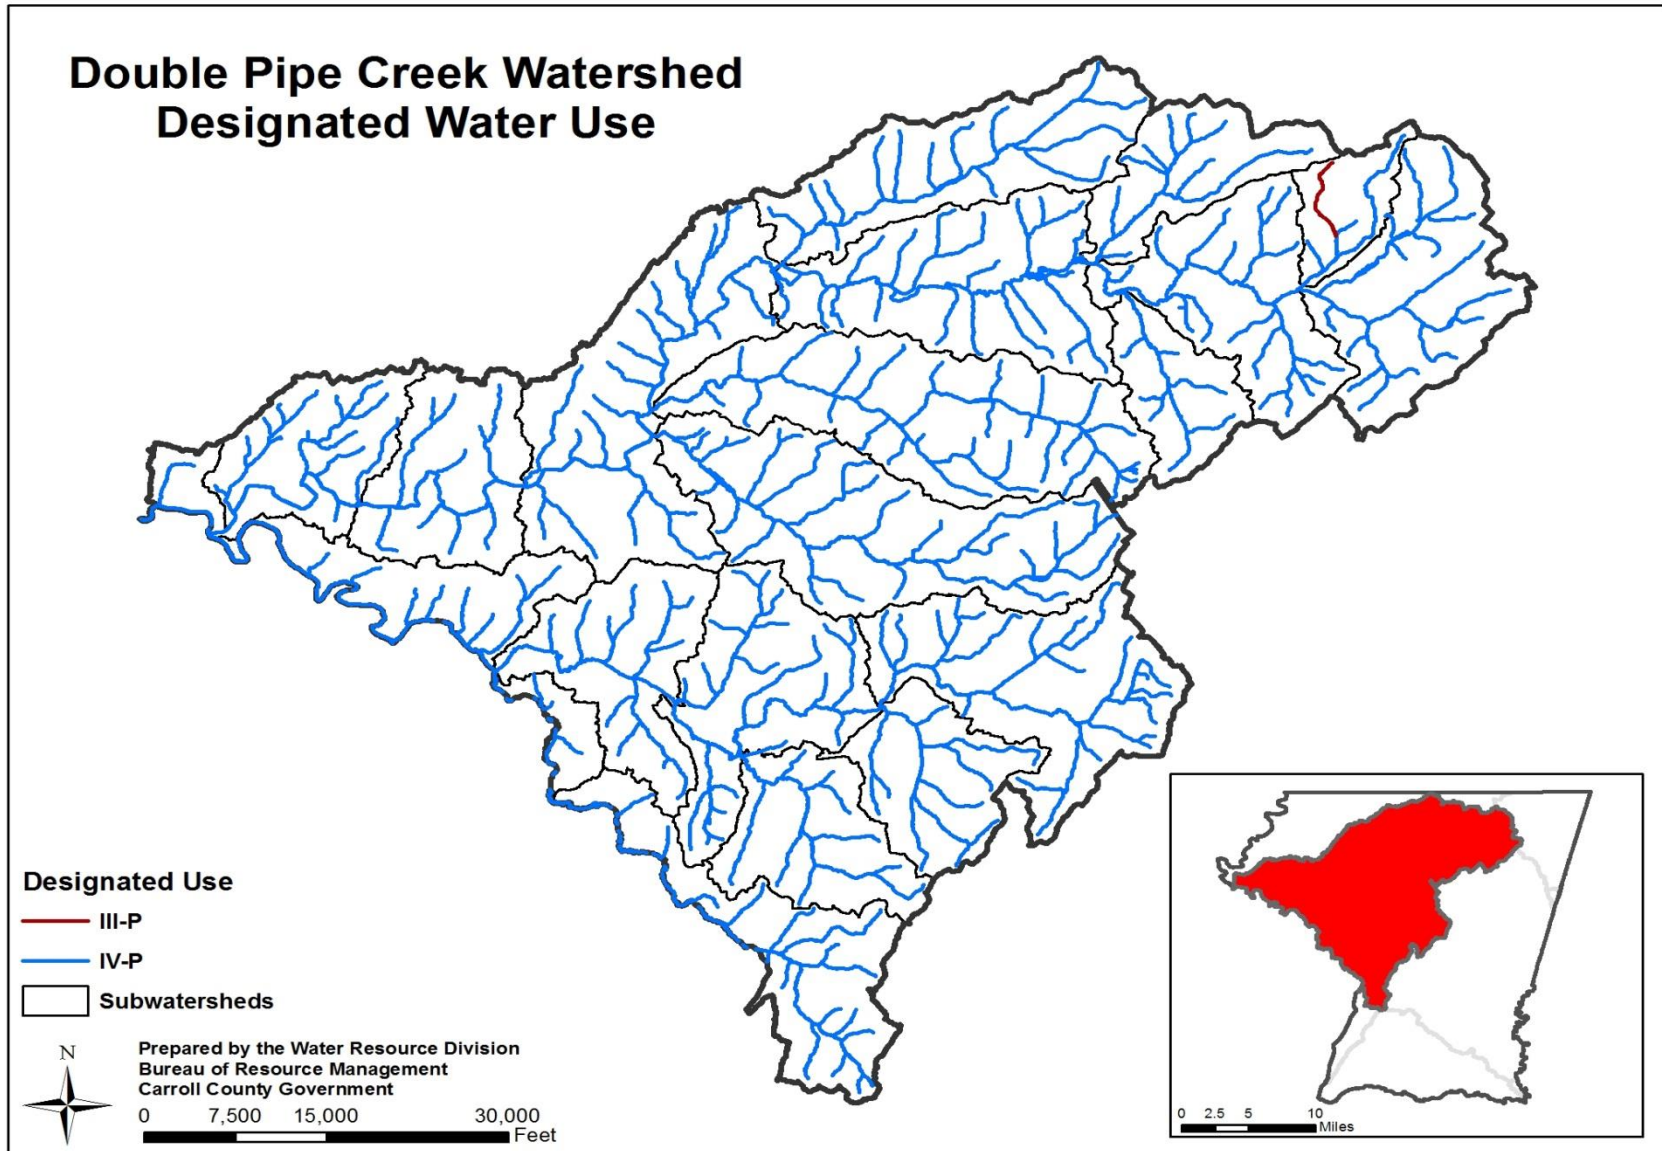 Double Pipe Creek Watershed
Designated Water Use
Designated Use
III-P
IV-P
Subwatersheds
N
Prepared by the Water Resource Division
Bureau of Resource Management
Carroll County Government
0 7,500 15,000 30,000
Feet
0 2.5 5 10
Miles